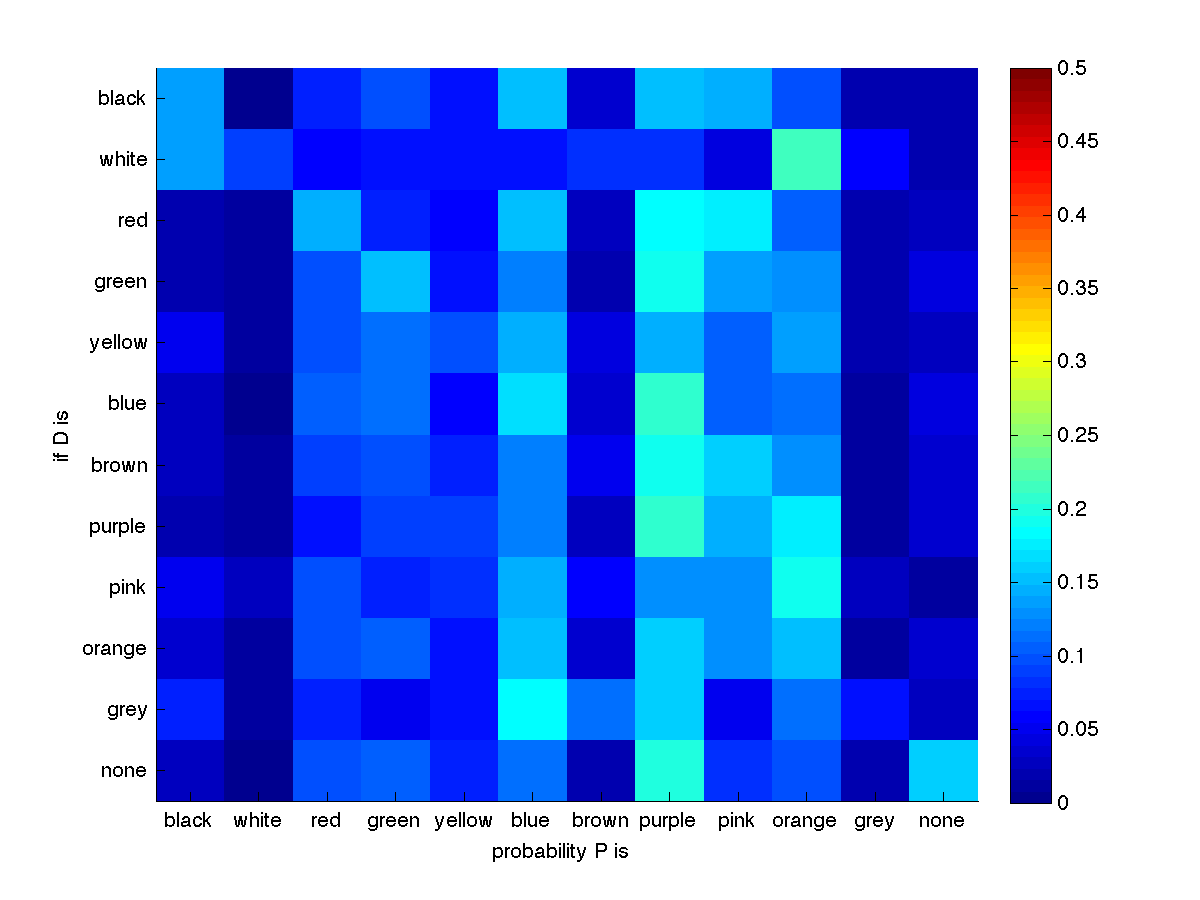 black
white
red
green
yellow
blue
brown
purple
pink
orange
grey
none
if D is
black white red green yellow blue brown purple pink orange grey none
probability P is
0.5
0.45
0.4
0.35
0.3
0.25
0.2
0.15
0.1
0.05
0